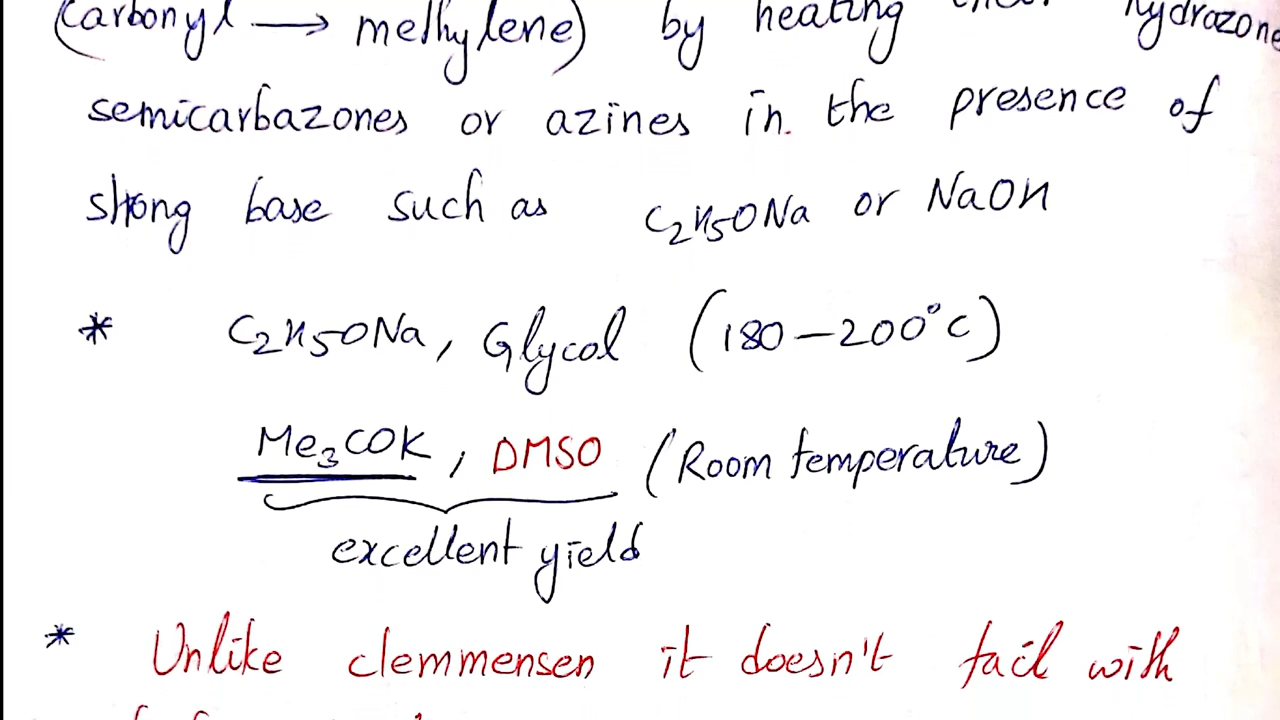 (carbonyl → methylene) by heating their hydrazone
semicarbazones or azines in the presence of
strong base such as C₂H₅ONa or NaOH
* C₂H₅ONa, Glycol (180–200°C)
Me₃COK, DMSO (Room temperature)
excellent yield
* Unlike clemmensen it doesn't fail with